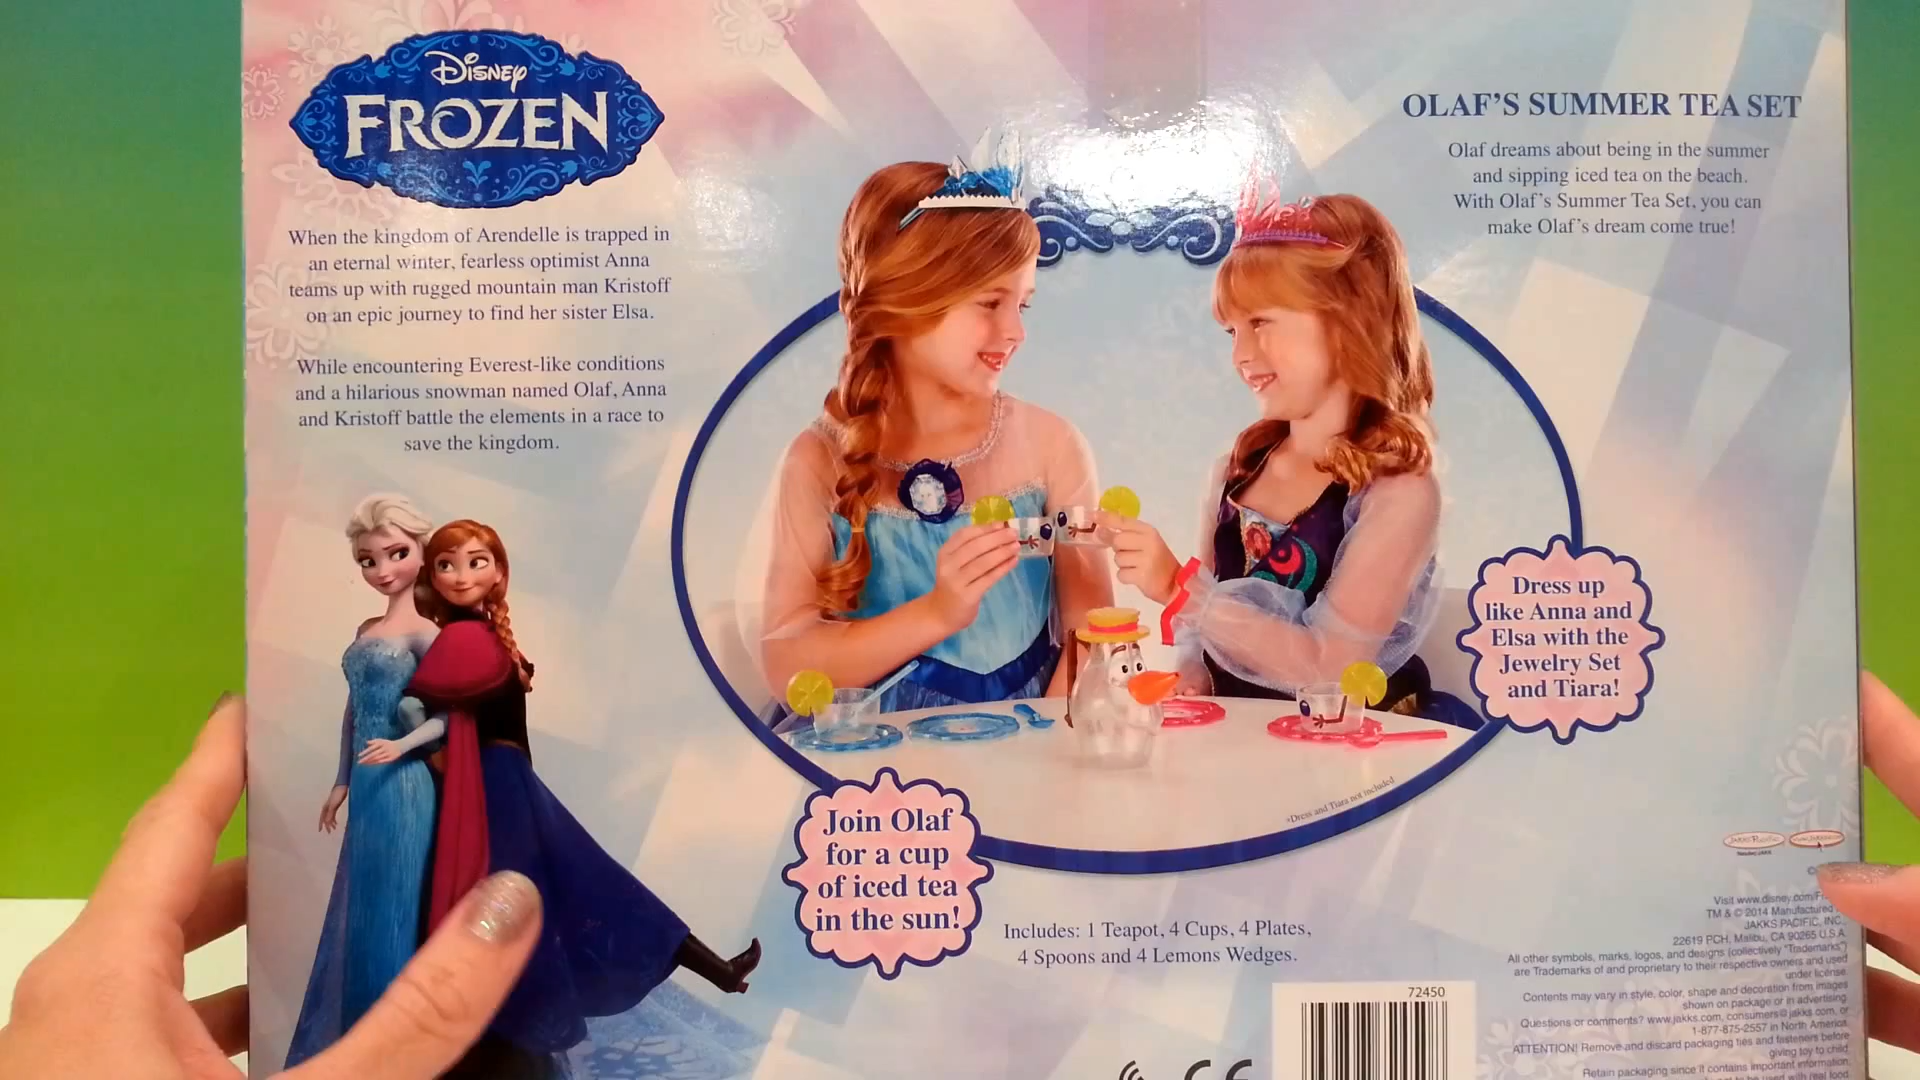 Disney
FROZEN
When the kingdom of Arendelle is trapped in
an eternal winter, fearless optimist Anna
teams up with rugged mountain man Kristoff
on an epic journey to find her sister Elsa.
While encountering Everest-like conditions
and a hilarious snowman named Olaf, Anna
and Kristoff battle the elements in a race to
save the kingdom.
OLAF'S SUMMER TEA SET
Olaf dreams about being in the summer
and sipping iced tea on the beach.
With Olaf's Summer Tea Set, you can
make Olaf's dream come true!
Dress up
like Anna and
Elsa with the
Jewelry Set
and Tiara!
Join Olaf
for a cup
of iced tea
in the sun!
*Dress and Tiara not included
Includes: 1 Teapot, 4 Cups, 4 Plates,
4 Spoons and 4 Lemons Wedges.
72450
CE
Visit www.disney.com/
TM & © 2014 Manufactured
JAKKS PACIFIC, INC.
22619 PCH, Malibu, CA 90265 U.S.A.
All other symbols, marks, logos, and designs (collectively "Trademarks")
are Trademarks of and proprietary to their respective owners and used
under license.
Contents may vary in style, color, shape and decoration from images
shown on package or in advertising.
Questions or comments? www.jakks.com, consumers@jakks.com, or
1-877-875-2557 in North America.
ATTENTION! Remove and discard packaging ties and fasteners before
giving toy to child.
Retain packaging since it contains important information.
to be used with real food.